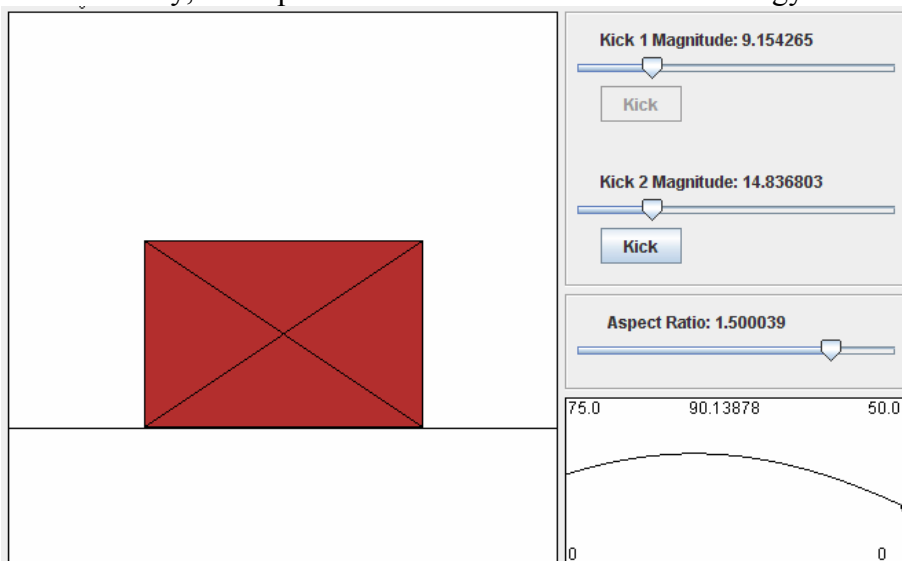 Kick 1 Magnitude: 9.154265
Kick
Kick 2 Magnitude: 14.836803
Kick
Aspect Ratio: 1.500039
75.0 90.13878 50.0
0 0